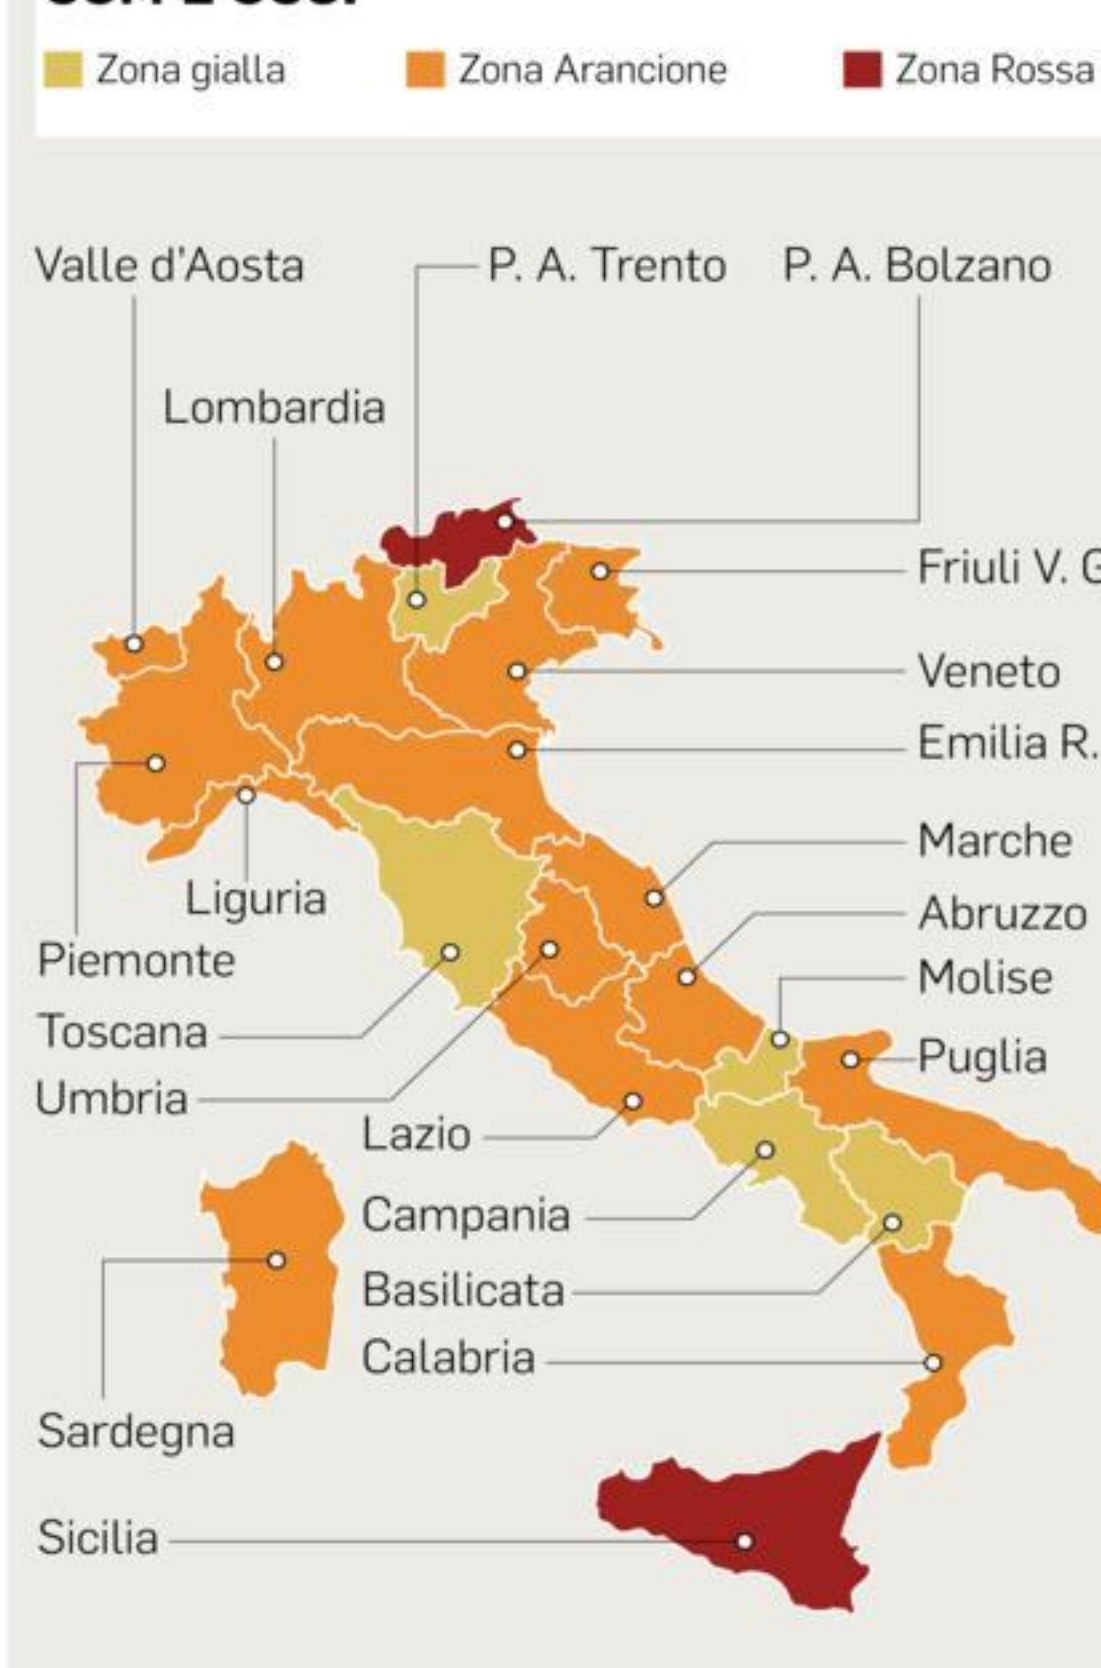 Zona gialla Zona Arancione Zona Rossa
Valle d'Aosta P. A. Trento P. A. Bolzano
Lombardia
Friuli V. G
Veneto
Emilia R.
Marche
Liguria
Abruzzo
Piemonte
Molise
Toscana
Puglia
Umbria
Lazio
Campania
Basilicata
Calabria
Sardegna
Sicilia